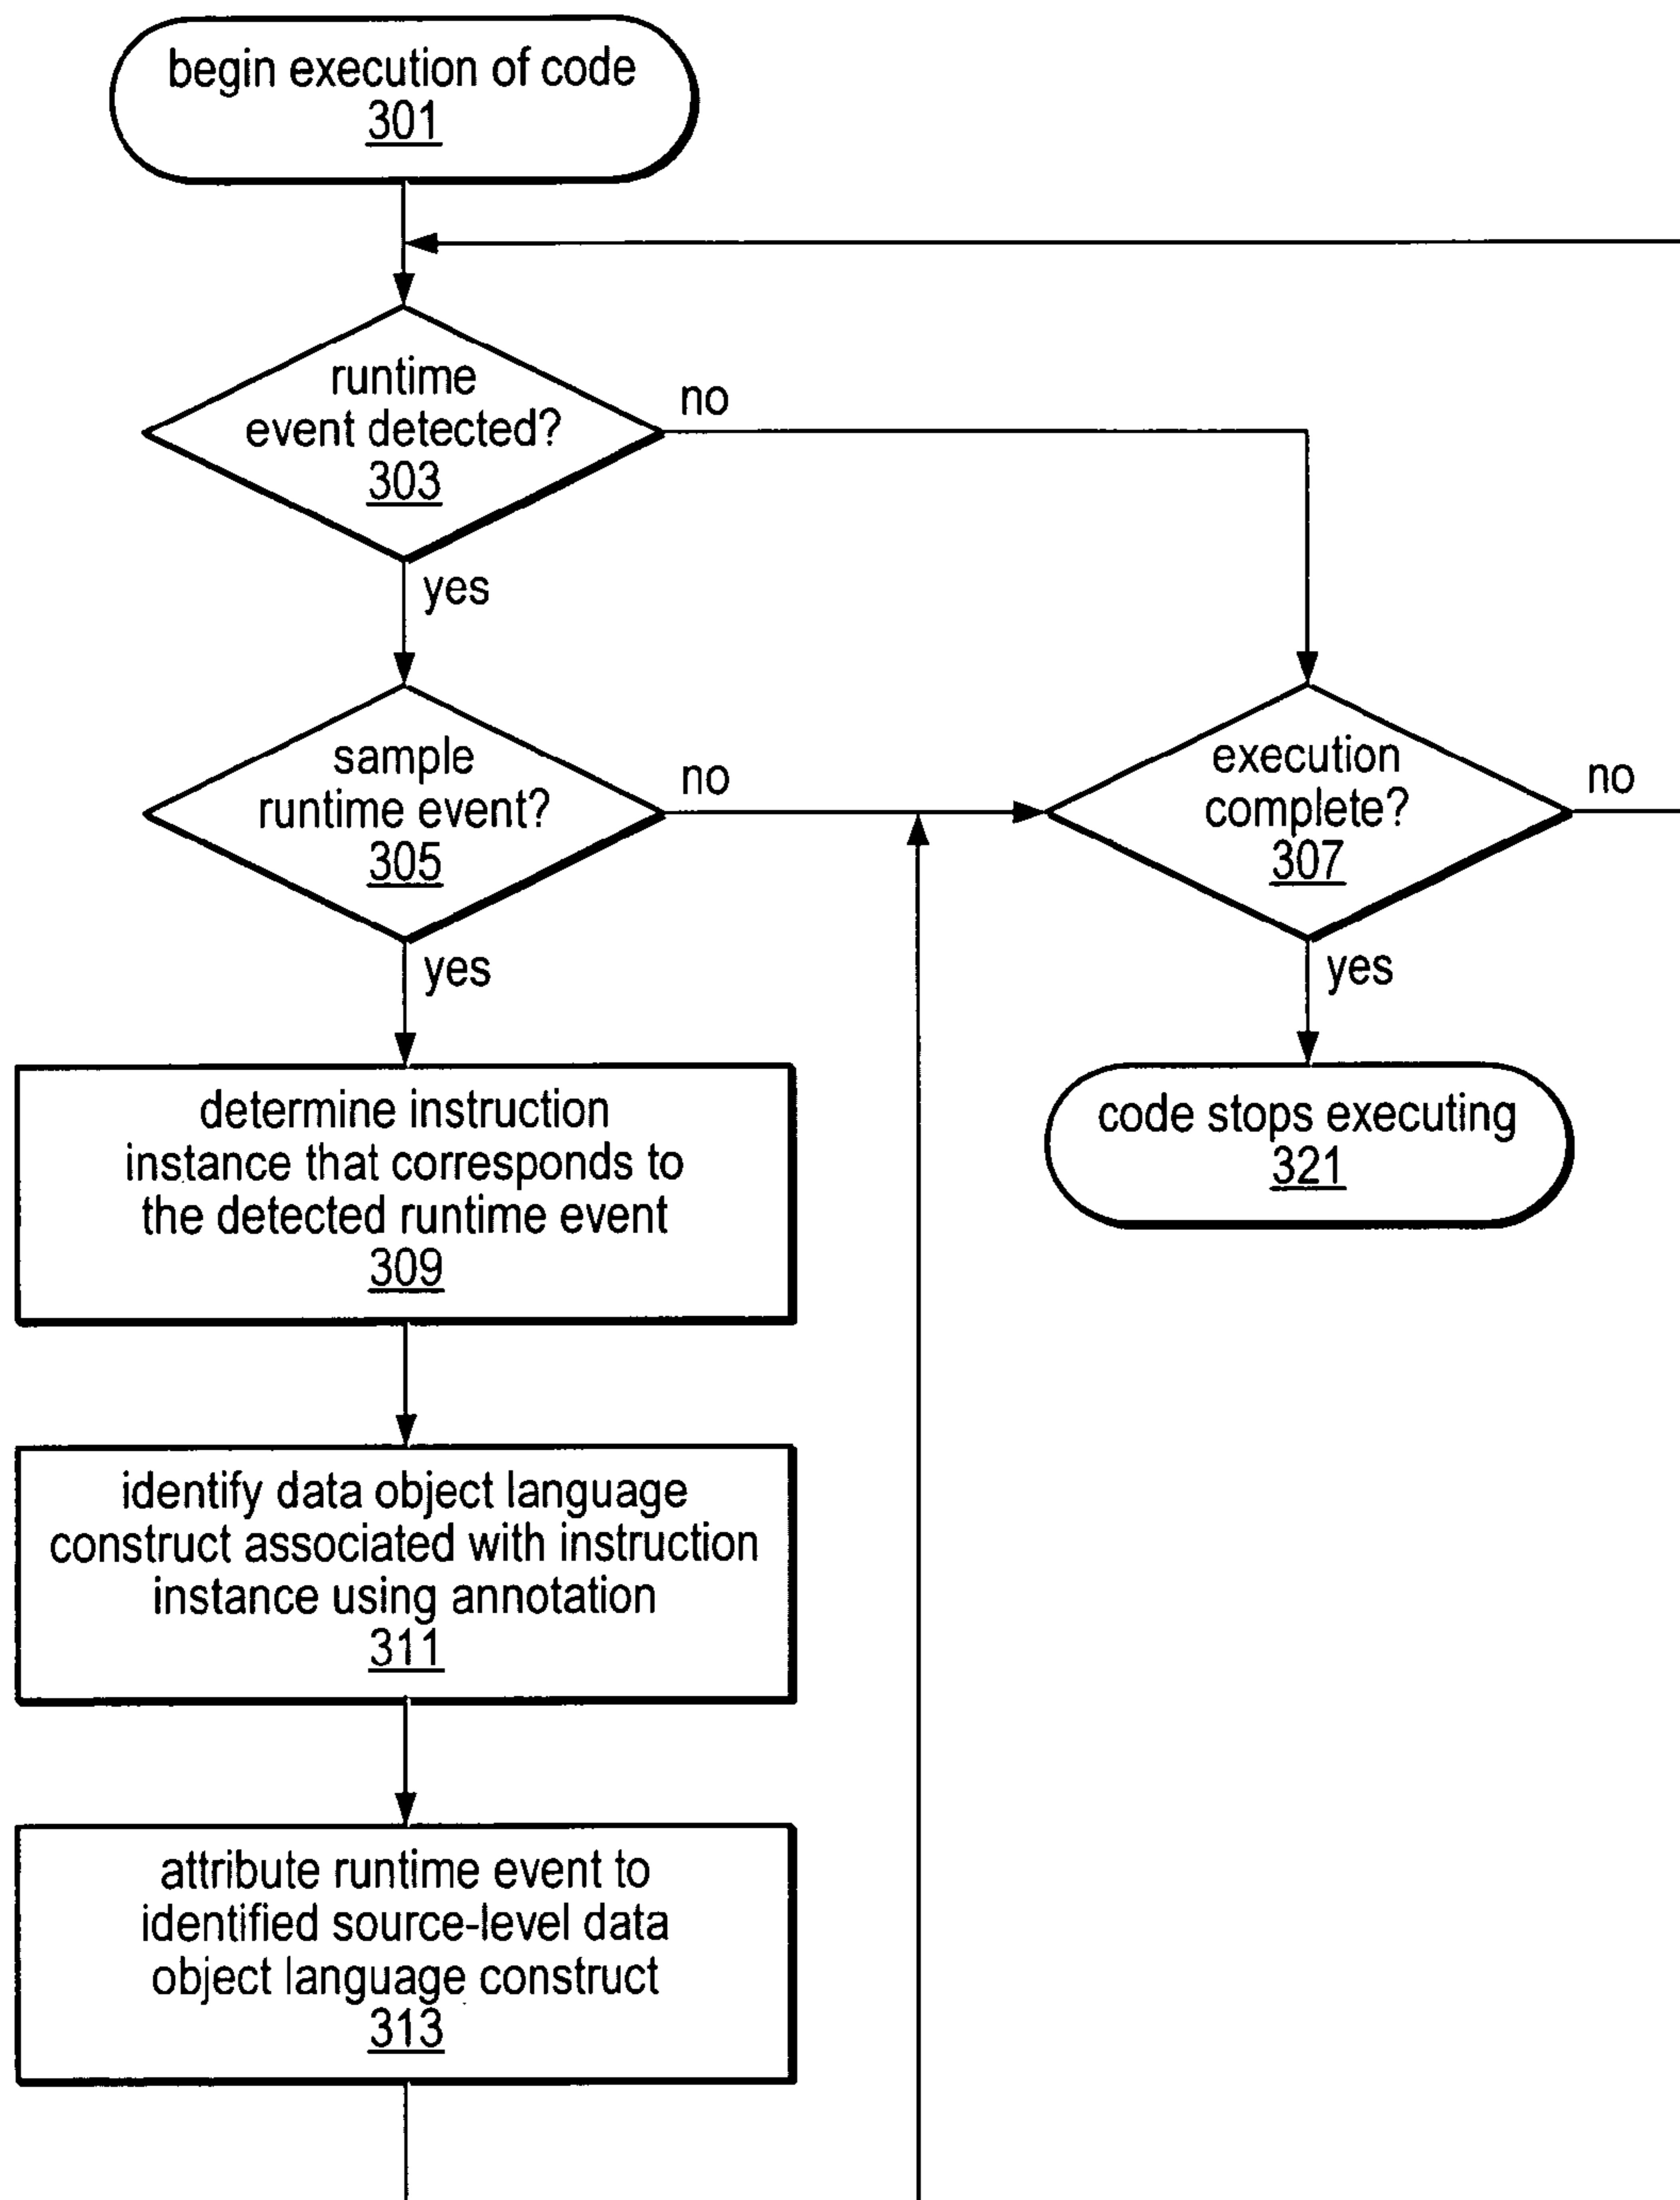 begin execution of code
301
runtime
event detected?
303
no
yes
sample
runtime event?
305
no
yes
execution
complete?
307
no
yes
determine instruction
instance that corresponds to
the detected runtime event
309
code stops executing
321
identify data object language
construct associated with instruction
instance using annotation
311
attribute runtime event to
identified source-level data
object language construct
313